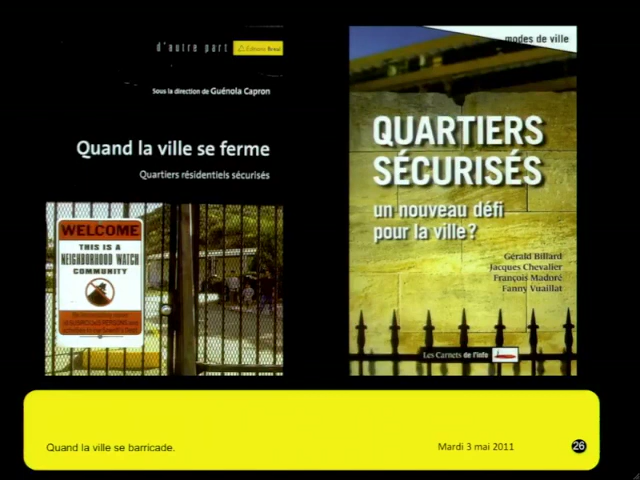 d'autre part
Éditions Bréal
Sous la direction de Guénola Capron
Quand la ville se ferme
Quartiers résidentiels sécurisés
WELCOME
THIS IS A
NEIGHBORHOOD WATCH
COMMUNITY
modes de ville
QUARTIERS
SÉCURISÉS
un nouveau défi
pour la ville ?
Gérald Billard
Jacques Chevalier
François Madoré
Fanny Vuaillat
Les Carnets de l'info
Quand la ville se barricade.
Mardi 3 mai 2011
26